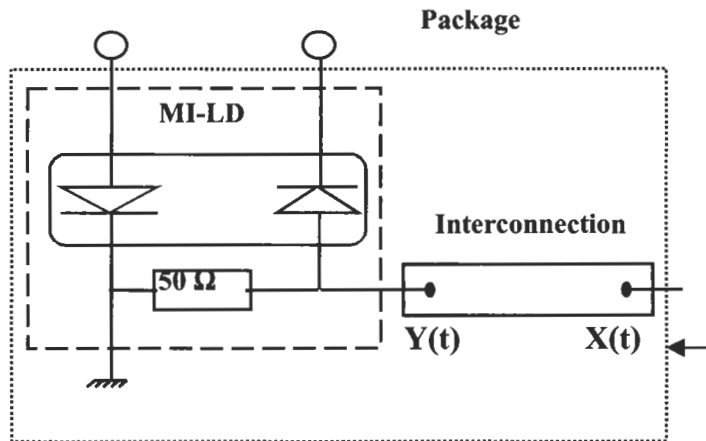 Package
MI-LD
Interconnection
50 Ω
Y(t)
X(t)